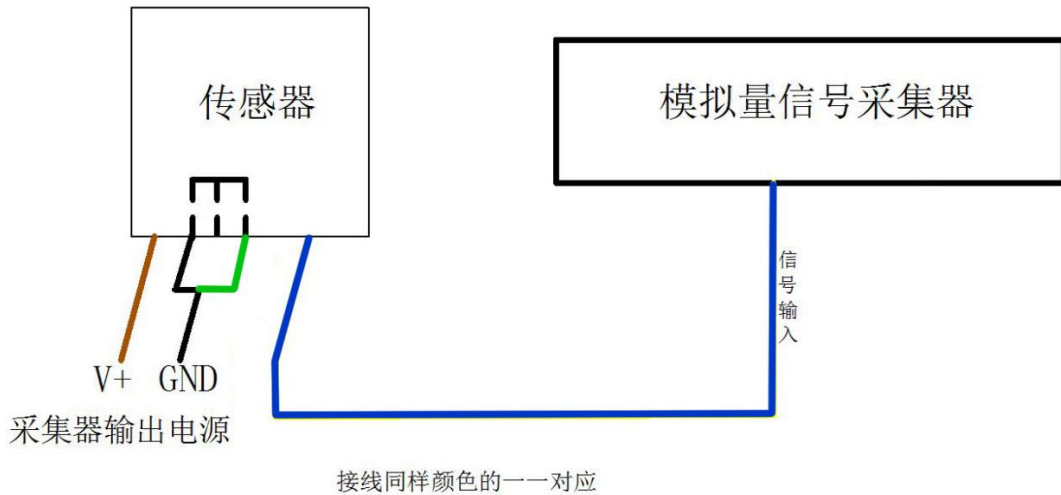 传感器
模拟量信号采集器
信号输入
V+ GND
采集器输出电源
接线同样颜色的一一对应